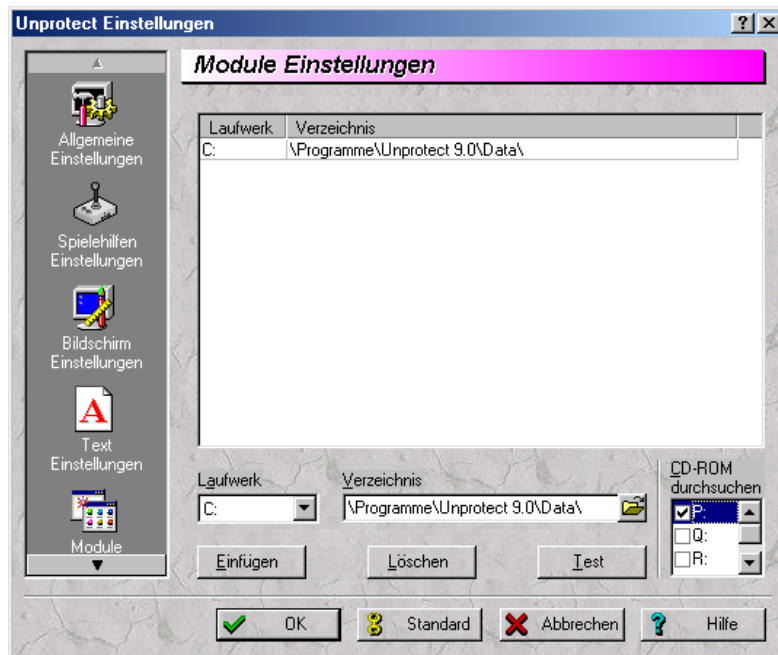 Unprotect Einstellungen
Module Einstellungen
Allgemeine
Einstellungen
Spielehilfen
Einstellungen
Bildschirm
Einstellungen
A
Text
Einstellungen
Module
Laufwerk Verzeichnis
C: \Programme\Unprotect 9.0\Data\
Laufwerk Verzeichnis
C: \Programme\Unprotect 9.0\Data\
CD-ROM
durchsuchen
P:
Q:
R:
Einfügen Löschen Test
OK Standard Abbrechen Hilfe